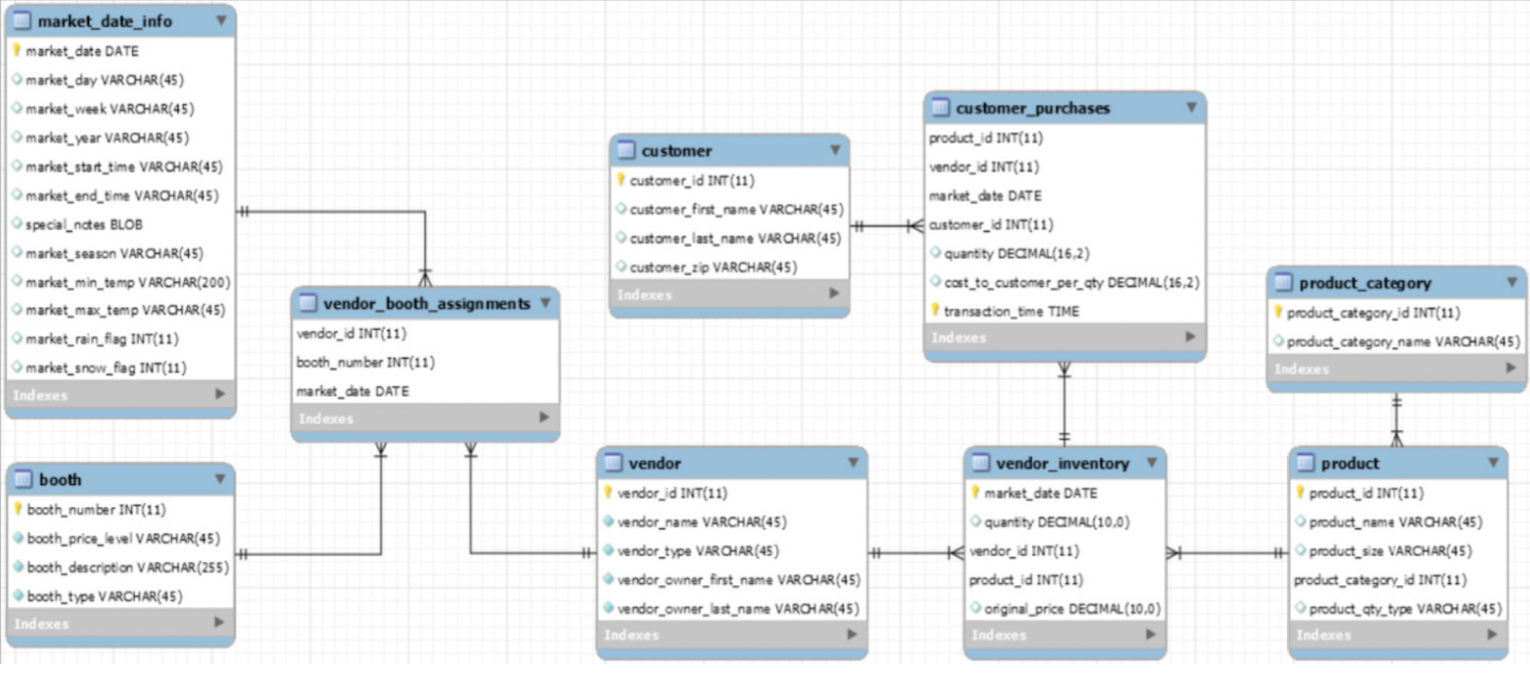 market_date_info
market_date DATE
market_day VARCHAR(45)
market_week VARCHAR(45)
market_year VARCHAR(45)
market_start_time VARCHAR(45)
market_end_time VARCHAR(45)
special_notes BLOB
market_season VARCHAR(45)
market_min_temp VARCHAR(200)
market_max_temp VARCHAR(45)
market_rain_flag INT(11)
market_snow_flag INT(11)
Indexes
booth
booth_number INT(11)
booth_price_level VARCHAR(45)
booth_description VARCHAR(255)
booth_type VARCHAR(45)
Indexes
vendor_booth_assignments
vendor_id INT(11)
booth_number INT(11)
market_date DATE
Indexes
customer
customer_id INT(11)
customer_first_name VARCHAR(45)
customer_last_name VARCHAR(45)
customer_zip VARCHAR(45)
Indexes
vendor
vendor_id INT(11)
vendor_name VARCHAR(45)
vendor_type VARCHAR(45)
vendor_owner_first_name VARCHAR(45)
vendor_owner_last_name VARCHAR(45)
Indexes
customer_purchases
product_id INT(11)
vendor_id INT(11)
market_date DATE
customer_id INT(11)
quantity DECIMAL(16,2)
cost_to_customer_per_qty DECIMAL(16,2)
transaction_time TIME
Indexes
vendor_inventory
market_date DATE
quantity DECIMAL(10,0)
vendor_id INT(11)
product_id INT(11)
original_price DECIMAL(10,0)
Indexes
product_category
product_category_id INT(11)
product_category_name VARCHAR(45)
Indexes
product
product_id INT(11)
product_name VARCHAR(45)
product_size VARCHAR(45)
product_category_id INT(11)
product_qty_type VARCHAR(45)
Indexes